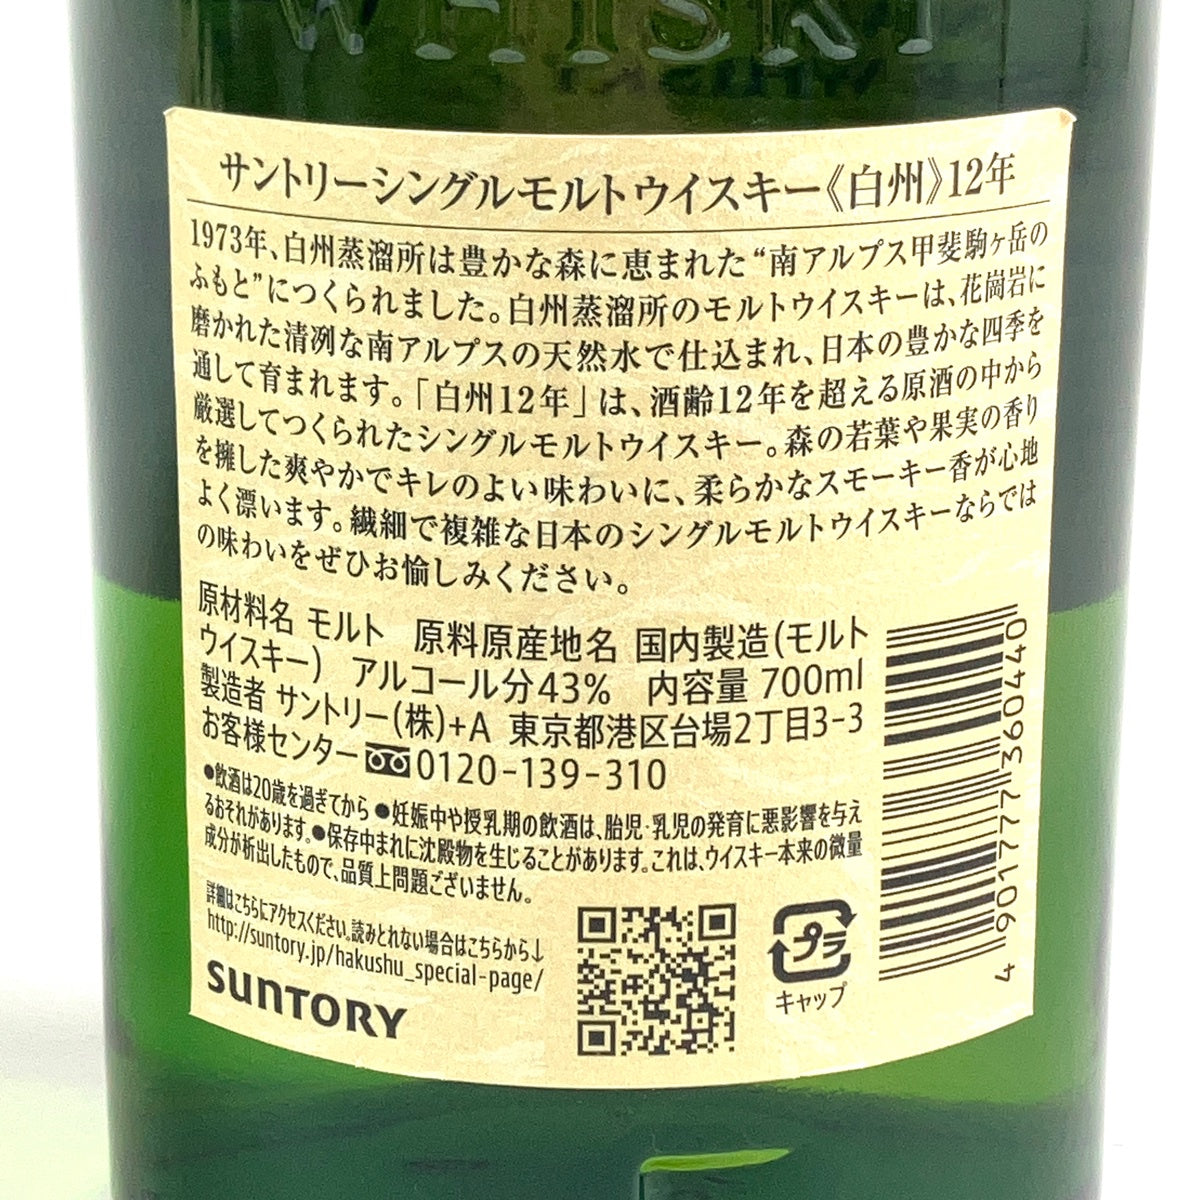 WHISKY
サントリーシングルモルトウイスキー《白州》12年
1973年、白州蒸溜所は豊かな森に恵まれた“南アルプス甲斐駒ヶ岳の
ふもと”につくられました。白州蒸溜所のモルトウイスキーは、花崗岩に
磨かれた清冽な南アルプスの天然水で仕込まれ、日本の豊かな四季を
通して育まれます。「白州12年」は、酒齢12年を超える原酒の中から
厳選してつくられたシングルモルトウイスキー。森の若葉や果実の香り
を擁した爽やかでキレのよい味わいに、柔らかなスモーキー香が心地
よく漂います。繊細で複雑な日本のシングルモルトウイスキーならでは
の味わいをぜひお愉しみください。
原材料名 モルト 原料原産地名 国内製造(モルト
ウイスキー) アルコール分43% 内容量 700ml
製造者 サントリー(株)+A 東京都港区台場2丁目3-3
お客様センター 0120-139-310
●飲酒は20歳を過ぎてから ●妊娠中や授乳期の飲酒は、胎児・乳児の発育に悪影響を与え
るおそれがあります。●保存中まれに沈殿物を生じることがあります。これは、ウイスキー本来の微量
成分が析出したもので、品質上問題ございません。
詳細はこちらにアクセスください。読みとれない場合はこちらから↓
http://suntory.jp/hakushu_special-page/
SUNTORY
プラ
キャップ
4 901777 360440